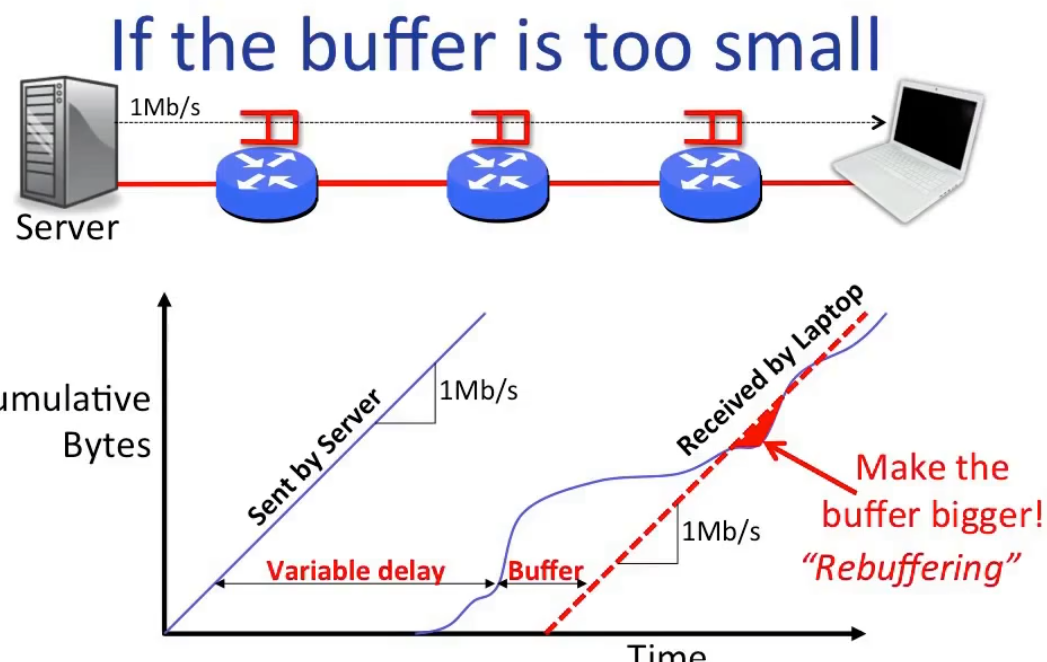 If the buffer is too small
1Mb/s
Server
umulative
Bytes
Sent by Server
1Mb/s
Received by Laptop
Make the
buffer bigger!
"Rebuffering"
1Mb/s
Variable delay
Buffer
Time